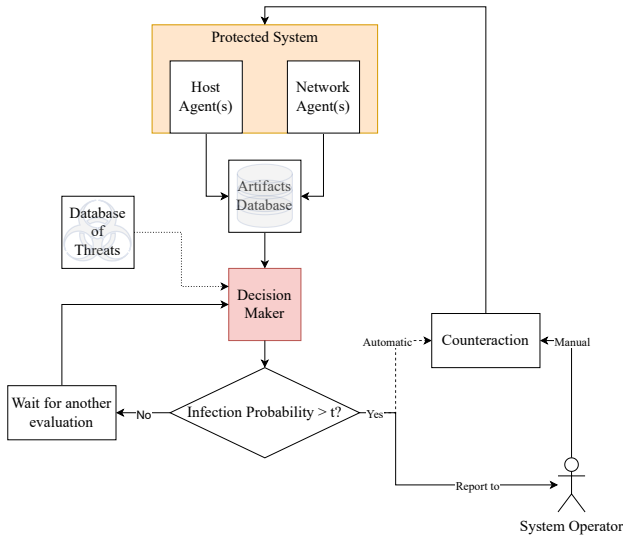 Protected System
Host
Agent(s)
Network
Agent(s)
Artifacts
Database
Database
of
Threats
Decision
Maker
Automatic
Counteraction
Manual
Wait for another
evaluation
No
Infection Probability > t?
Yes
Report to
System Operator